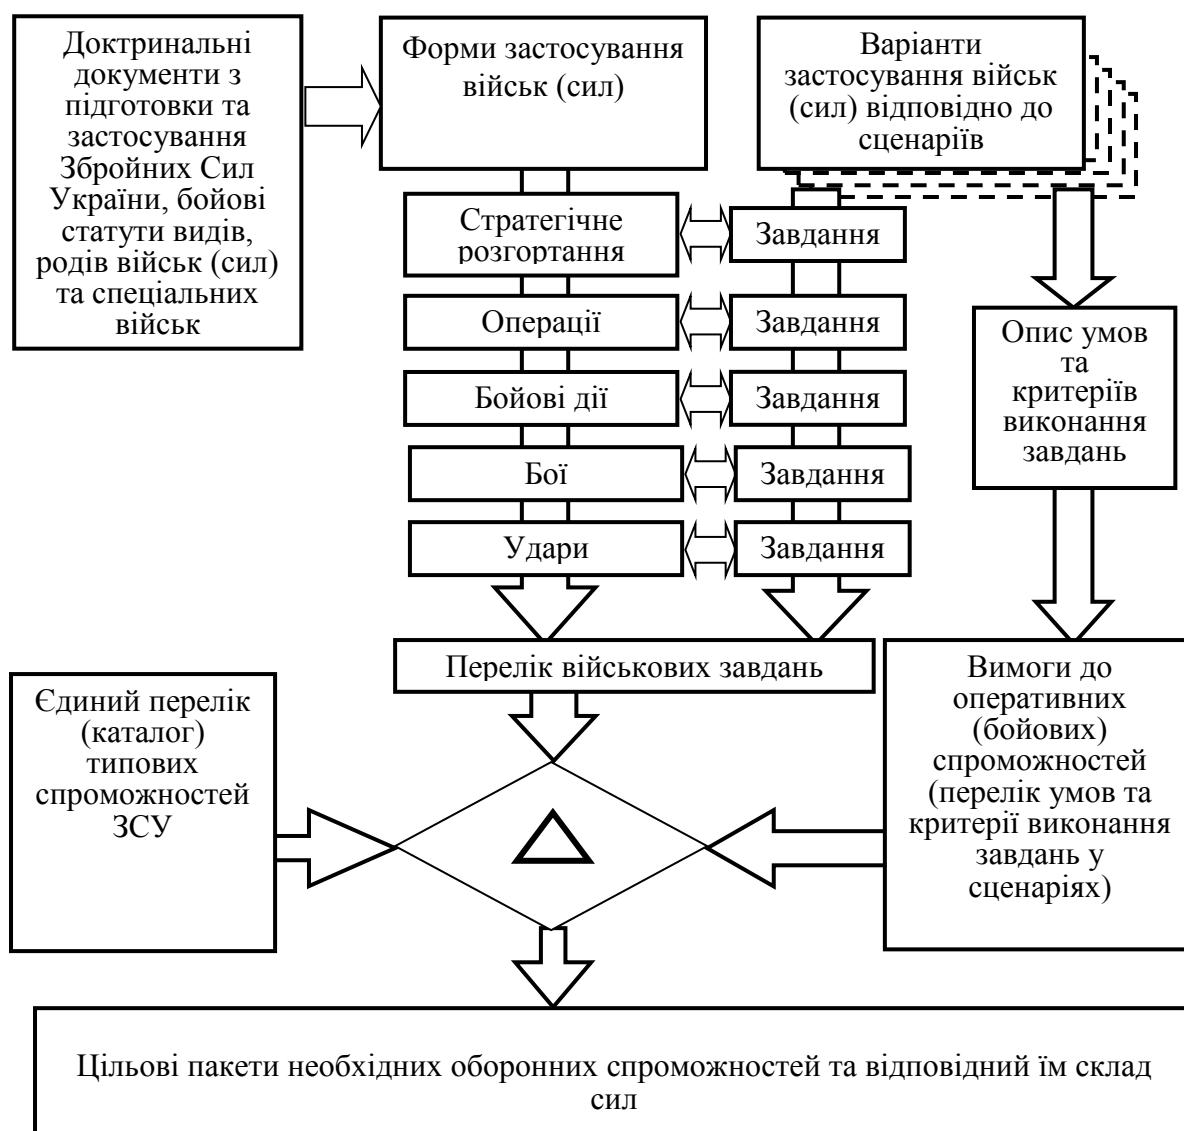 Доктринальні
документи з
підготовки та
застосування
Збройних Сил
України, бойові
статути видів,
родів військ (сил)
та спеціальних
військ
Форми застосування
військ (сил)
Варіанти
застосування військ
(сил) відповідно до
сценаріїв
Стратегічне
розгортання
Завдання
Операції
Завдання
Бойові дії
Завдання
Бої
Завдання
Удари
Завдання
Опис умов
та
критеріїв
виконання
завдань
Перелік військових завдань
Єдиний перелік
(каталог)
типових
спроможностей
ЗСУ
Вимоги до
оперативних
(бойових)
спроможностей
(перелік умов та
критерії виконання
завдань у
сценаріях)
Цільові пакети необхідних оборонних спроможностей та відповідний їм склад
сил